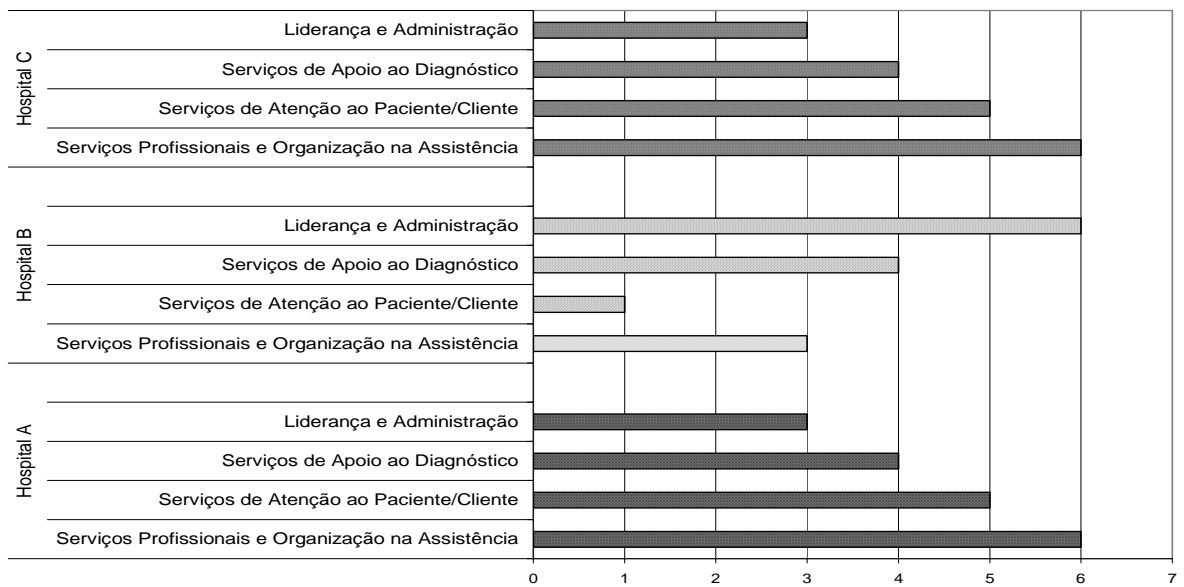 Hospital C
Liderança e Administração
Serviços de Apoio ao Diagnóstico
Serviços de Atenção ao Paciente/Cliente
Serviços Profissionais e Organização na Assistência
Hospital B
Liderança e Administração
Serviços de Apoio ao Diagnóstico
Serviços de Atenção ao Paciente/Cliente
Serviços Profissionais e Organização na Assistência
Hospital A
Liderança e Administração
Serviços de Apoio ao Diagnóstico
Serviços de Atenção ao Paciente/Cliente
Serviços Profissionais e Organização na Assistência
0 1 2 3 4 5 6 7